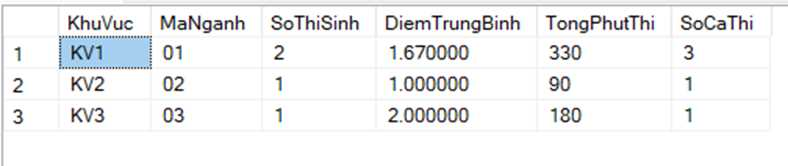 KhuVuc MaNganh SoThiSinh DiemTrungBinh TongPhutThi SoCaThi
1 KV1 01 2 1.670000 330 3
2 KV2 02 1 1.000000 90 1
3 KV3 03 1 2.000000 180 1